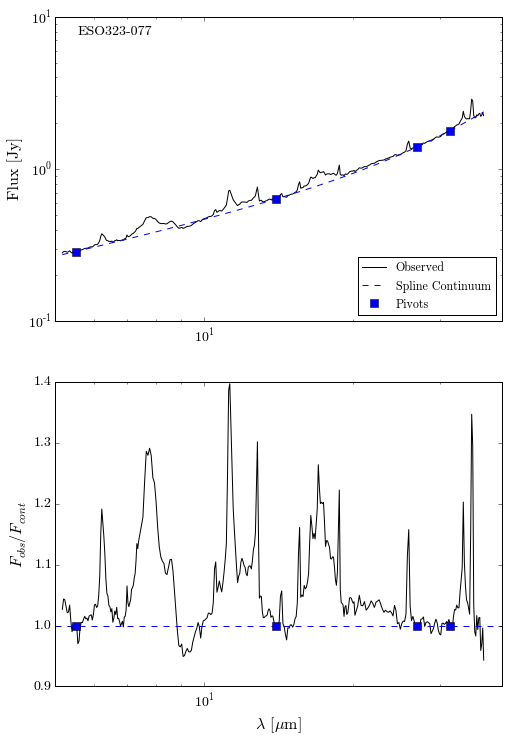 ESO323-077
10^1
10^0
10^-1
Flux [Jy]
Observed
Spline Continuum
Pivots
10^1
1.4
1.3
1.2
1.1
1.0
0.9
F_obs/F_cont
10^1
λ [μm]